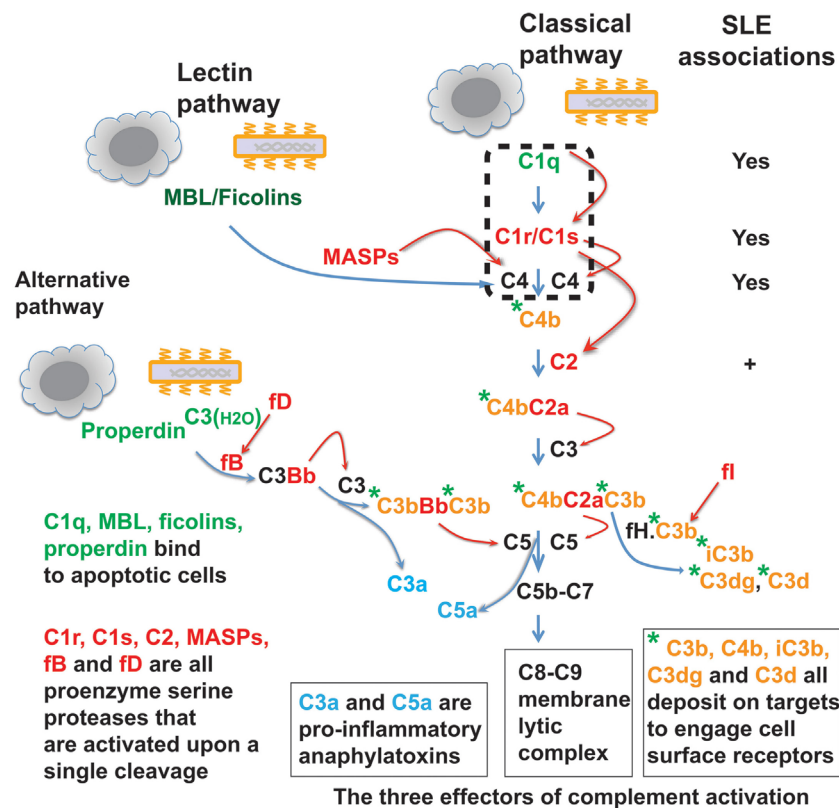 Lectin
pathway
Classical
pathway
SLE
associations
MBL/Ficolins
C1q
Yes
C1r/C1s
Yes
MASPs
C4 C4
Yes
*C4b
C2
+
*C4bC2a
C3
Alternative
pathway
Properdin
C3(H2O)
fD
fB
C3Bb
C3
*C3bBb*C3b
*C4bC2a*C3b
fI
fH.*C3b
*iC3b
*C3dg,*C3d
C5 C5
C3a
C5a
C5b-C7
C1q, MBL, ficolins,
properdin bind
to apoptotic cells
C1r, C1s, C2, MASPs,
fB and fD are all
proenzyme serine
proteases that
are activated upon a
single cleavage
C3a and C5a are
pro-inflammatory
anaphylatoxins
C8-C9
membrane
lytic
complex
* C3b, C4b, iC3b,
C3dg and C3d all
deposit on targets
to engage cell
surface receptors
The three effectors of complement activation